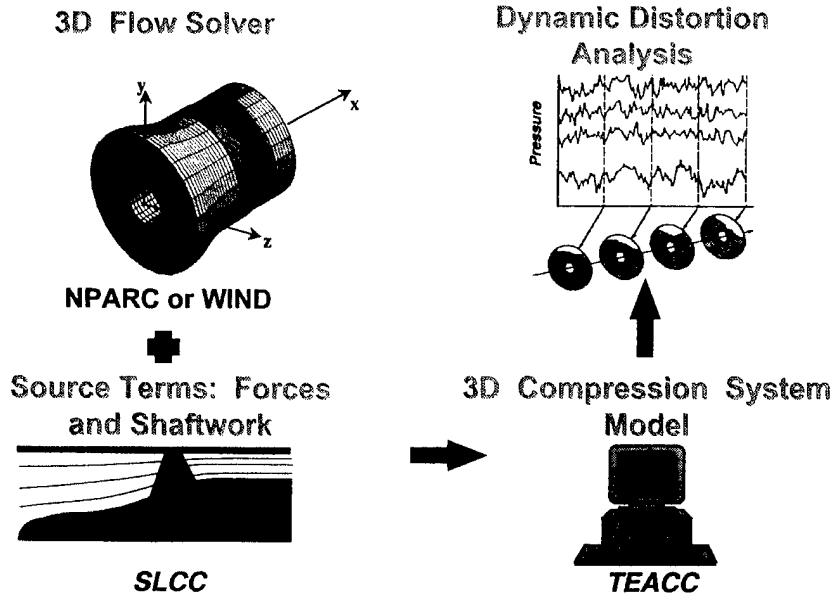 3D Flow Solver
y
x
z
NPARC or WIND
Source Terms: Forces
and Shaftwork
SLCC
Dynamic Distortion
Analysis
Pressure
3D Compression System
Model
TEACC